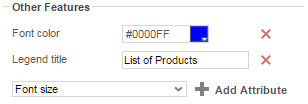 Other Features
Font color #0000FF
Legend title List of Products
Font size Add Attribute